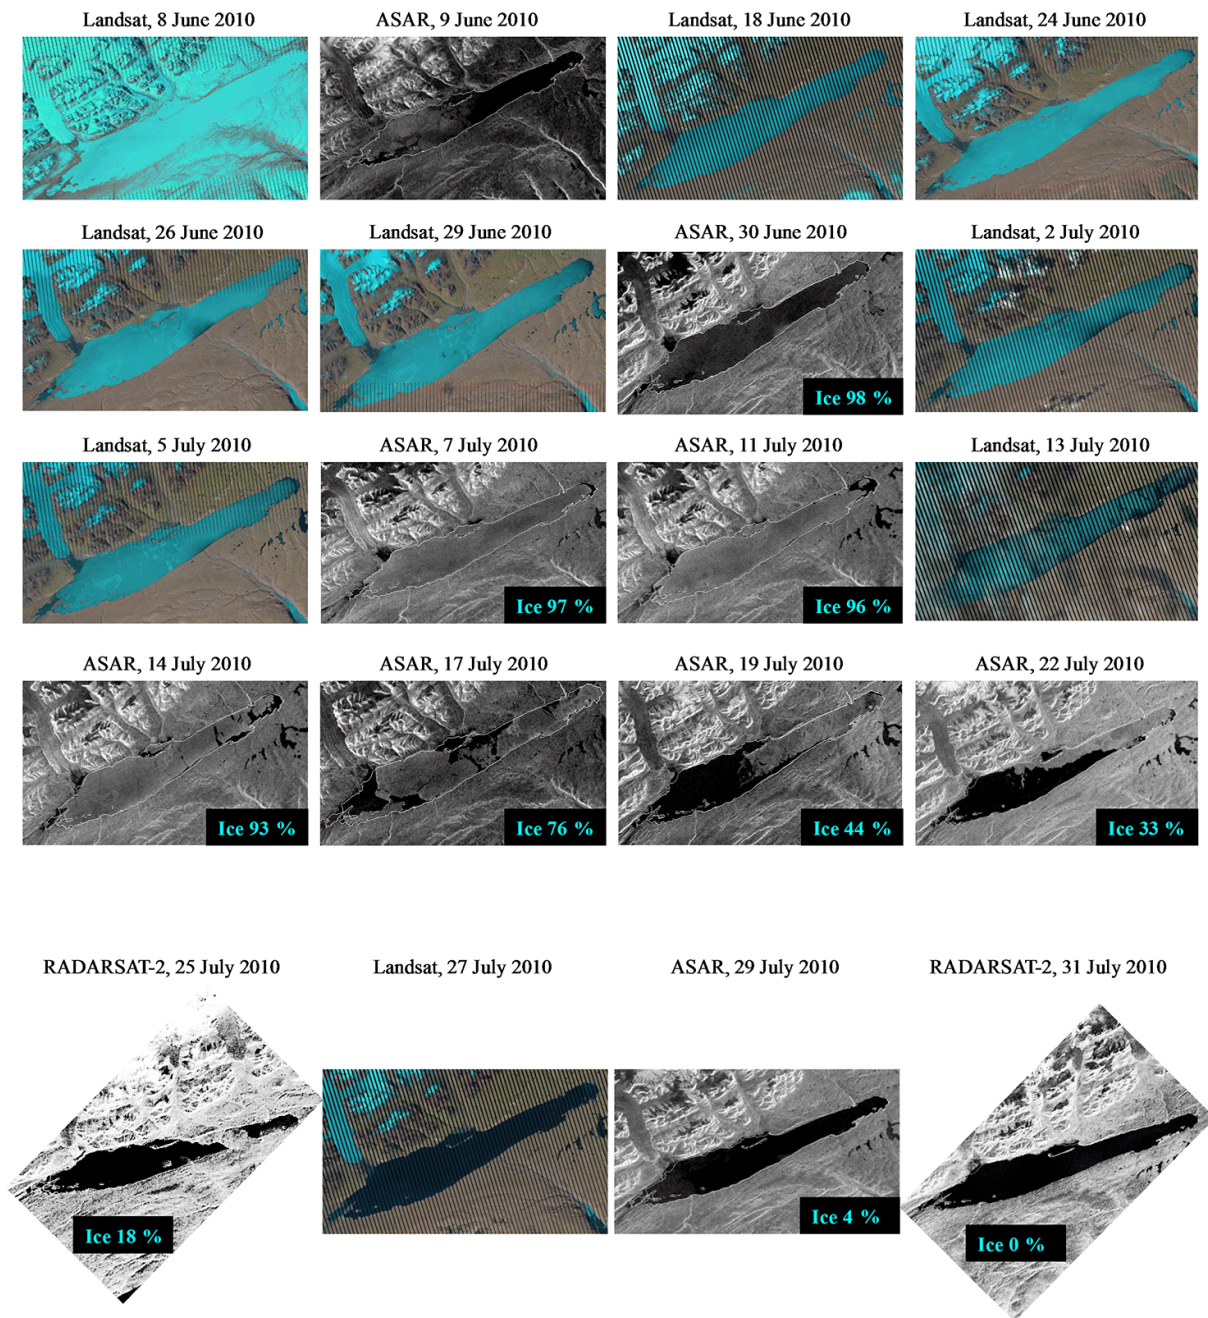 Landsat, 8 June 2010
ASAR, 9 June 2010
Landsat, 18 June 2010
Landsat, 24 June 2010
Landsat, 26 June 2010
Landsat, 29 June 2010
ASAR, 30 June 2010
Landsat, 2 July 2010
Ice 98 %
Landsat, 5 July 2010
ASAR, 7 July 2010
ASAR, 11 July 2010
Landsat, 13 July 2010
Ice 97 %
Ice 96 %
ASAR, 14 July 2010
ASAR, 17 July 2010
ASAR, 19 July 2010
ASAR, 22 July 2010
Ice 93 %
Ice 76 %
Ice 44 %
Ice 33 %
RADARSAT-2, 25 July 2010
Landsat, 27 July 2010
ASAR, 29 July 2010
RADARSAT-2, 31 July 2010
Ice 18 %
Ice 4 %
Ice 0 %